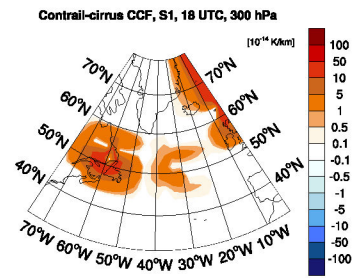 Contrail-cirrus CCF, S1, 18 UTC, 300 hPa
[10⁻¹⁴ K/km]
70°N 70°N
60°N 60°N
50°N 50°N
40°N 40°N
70°W 60°W 50°W 40°W 30°W 20°W 10°W
100
50
10
5
1
0.5
0.1
-0.1
-0.5
-1
-5
-10
-50
-100